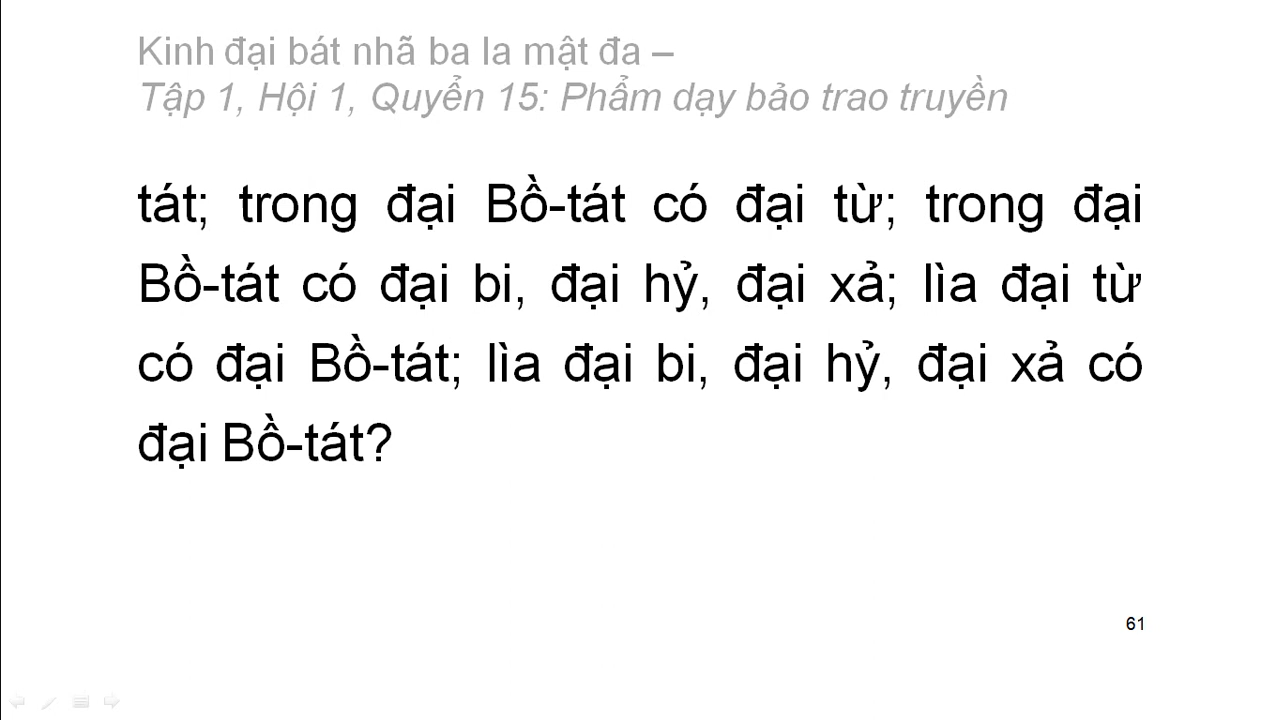 Kinh đại bát nhã ba la mật đa –
Tập 1, Hội 1, Quyển 15: Phẩm dạy bảo trao truyền
tát; trong đại Bồ-tát có đại từ; trong đại
Bồ-tát có đại bi, đại hỷ, đại xả; lìa đại từ
có đại Bồ-tát; lìa đại bi, đại hỷ, đại xả có
đại Bồ-tát?
61